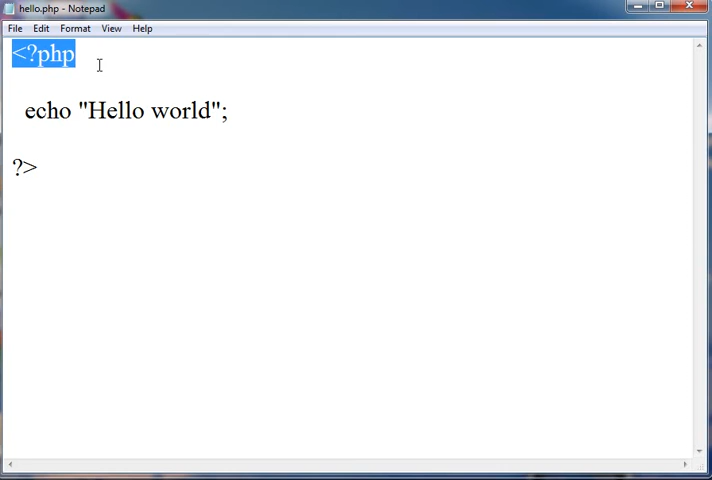 hello.php - Notepad
File Edit Format View Help
<?php
echo "Hello world";
?>